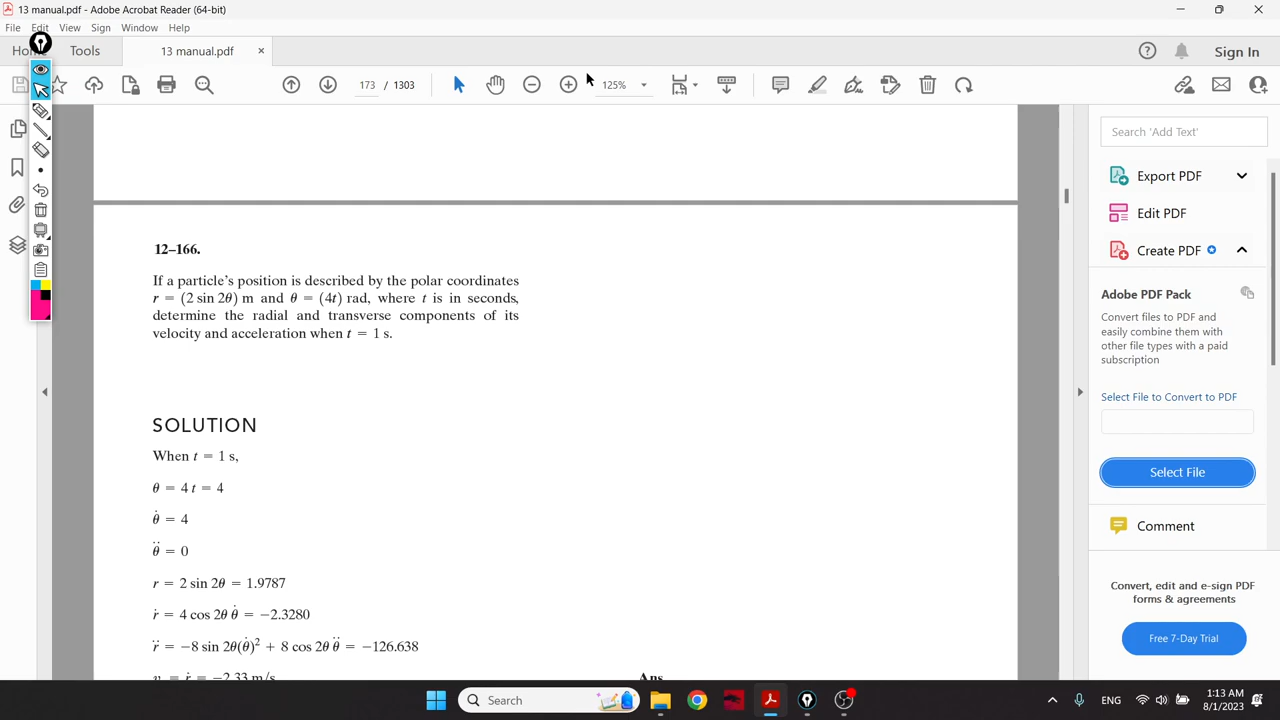 13 manual.pdf - Adobe Acrobat Reader (64-bit)
File Edit View Sign Window Help
Tools 13 manual.pdf × Sign In
173 / 1303 125%
Search 'Add Text'
Export PDF
Edit PDF
Create PDF
Adobe PDF Pack
Convert files to PDF and
easily combine them with
other file types with a paid
subscription
Select File to Convert to PDF
Select File
Comment
Convert, edit and e-sign PDF
forms & agreements
Free 7-Day Trial
12–166.
If a particle's position is described by the polar coordinates
r = (2 sin 2θ) m and θ = (4t) rad, where t is in seconds,
determine the radial and transverse components of its
velocity and acceleration when t = 1 s.
SOLUTION
When t = 1 s,
θ = 4 t = 4
θ̇ = 4
θ̈ = 0
r = 2 sin 2θ = 1.9787
ṙ = 4 cos 2θ θ̇ = −2.3280
r̈ = −8 sin 2θ(θ̇)² + 8 cos 2θ θ̈ = −126.638
v = ṙ = −2.33 m/s Ans
Search
ENG
1:13 AM
8/1/2023